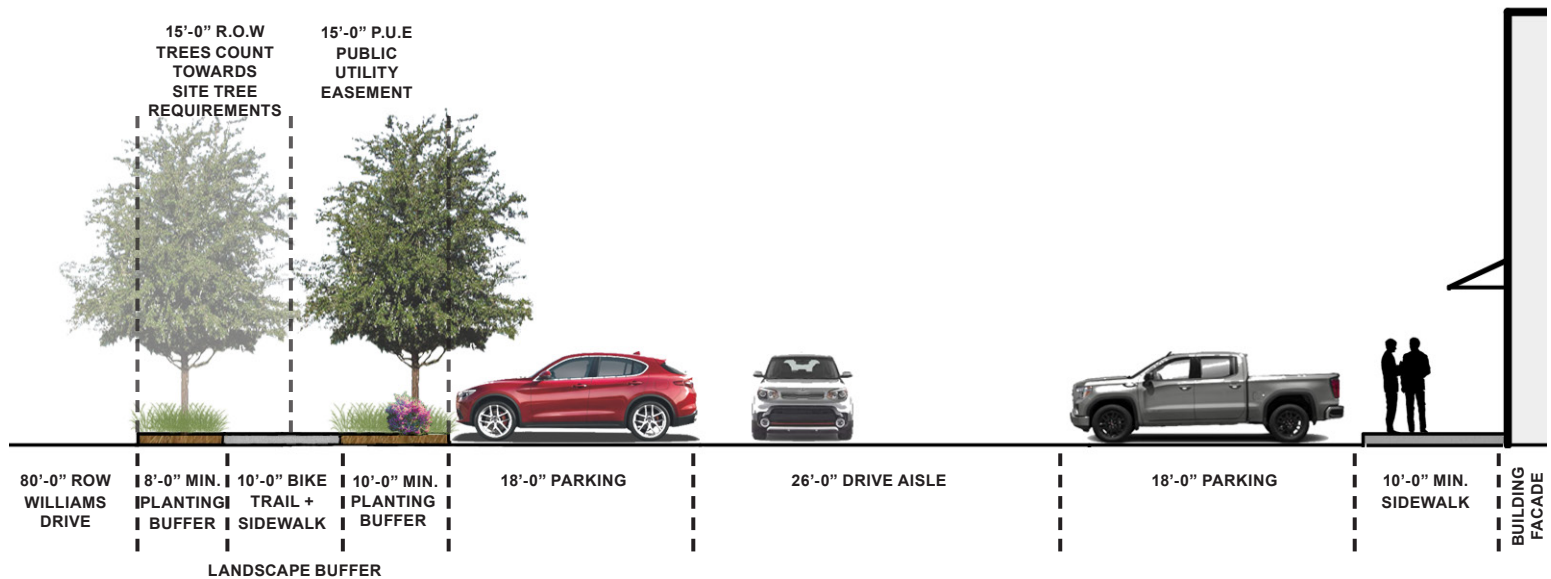 15’-0” R.O.W
TREES COUNT
TOWARDS
SITE TREE
REQUIREMENTS
15’-0” P.U.E
PUBLIC
UTILITY
EASEMENT
80’-0” ROW
WILLIAMS
DRIVE
8’-0” MIN.
PLANTING
BUFFER
10’-0” BIKE
TRAIL +
SIDEWALK
10’-0” MIN.
PLANTING
BUFFER
18’-0” PARKING
26’-0” DRIVE AISLE
18’-0” PARKING
10’-0” MIN.
SIDEWALK
BUILDING
FACADE
LANDSCAPE BUFFER